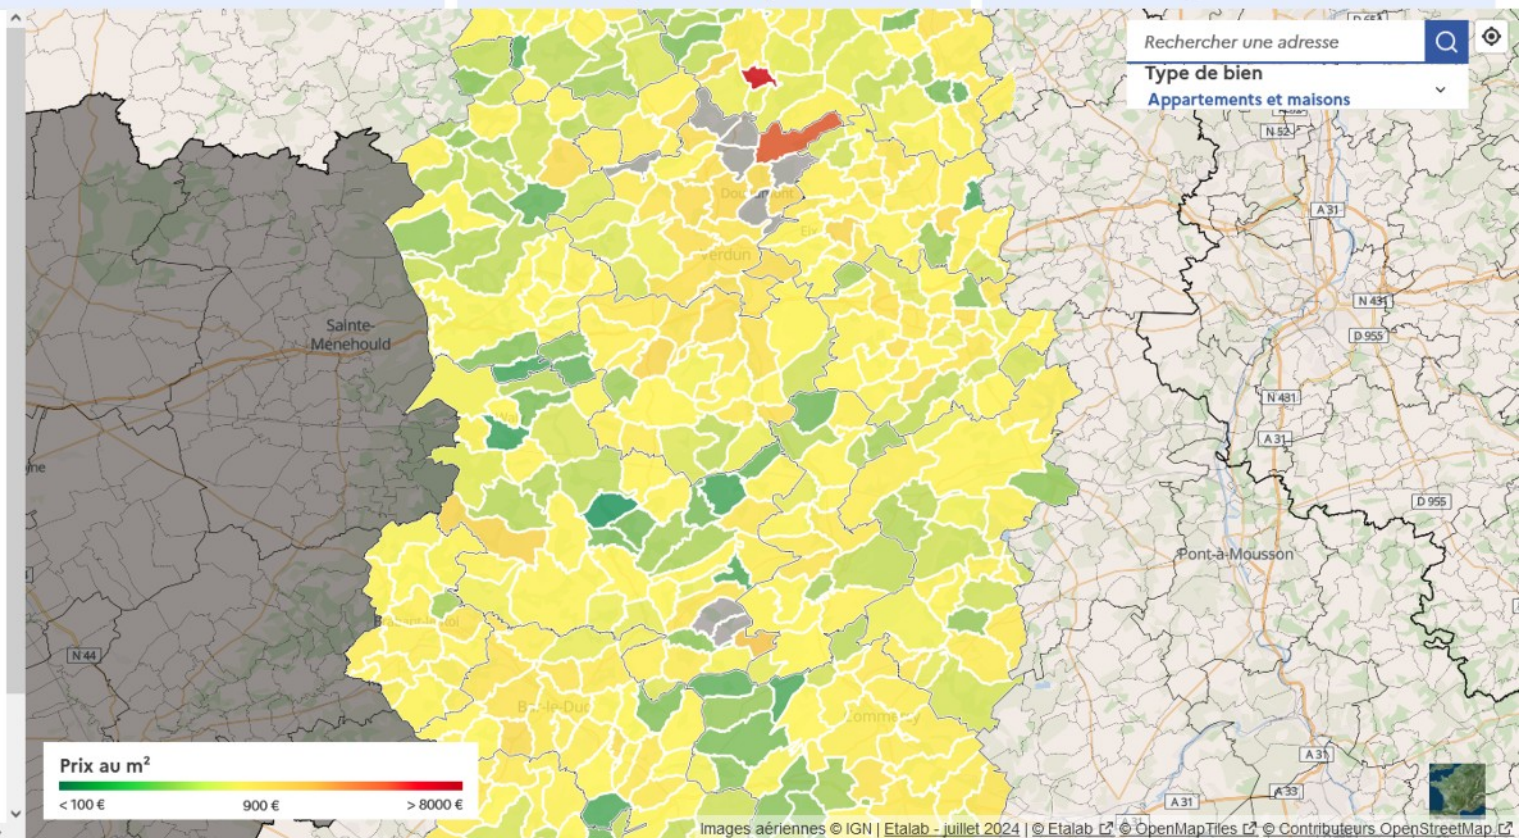 Rechercher une adresse
Type de bien
Appartements et maisons
N 52
A 31
Douaumont
Eix
Verdun
N 431
D 955
Sainte-
Menehould
N 431
A 31
D 955
Pont-à-Mousson
N 44
Bar-le-Duc
Commercy
A 31
A 33
A 31
Prix au m²
< 100 €
900 €
> 8000 €
Images aériennes © IGN | Etalab - juillet 2024 | © Etalab © OpenMapTiles © Contributeurs OpenStreetMap